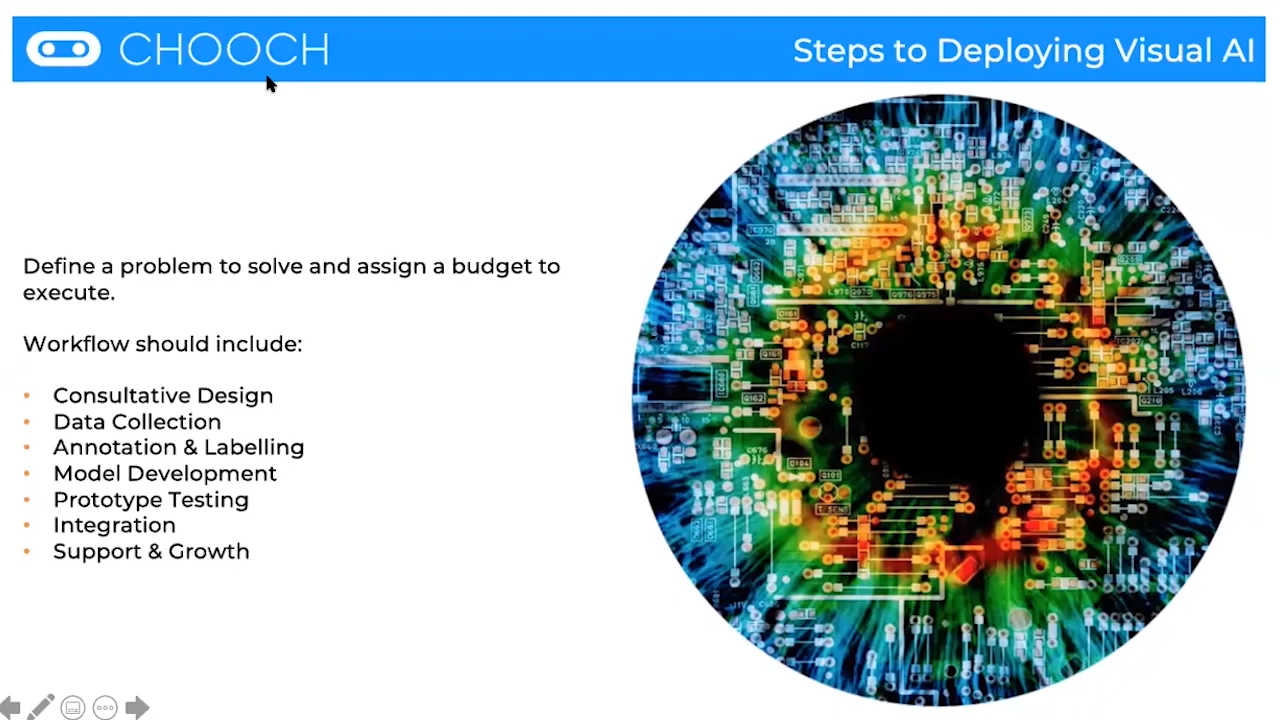 CHOOCH
Steps to Deploying Visual AI
Define a problem to solve and assign a budget to
execute.
Workflow should include:
• Consultative Design
• Data Collection
• Annotation & Labelling
• Model Development
• Prototype Testing
• Integration
• Support & Growth